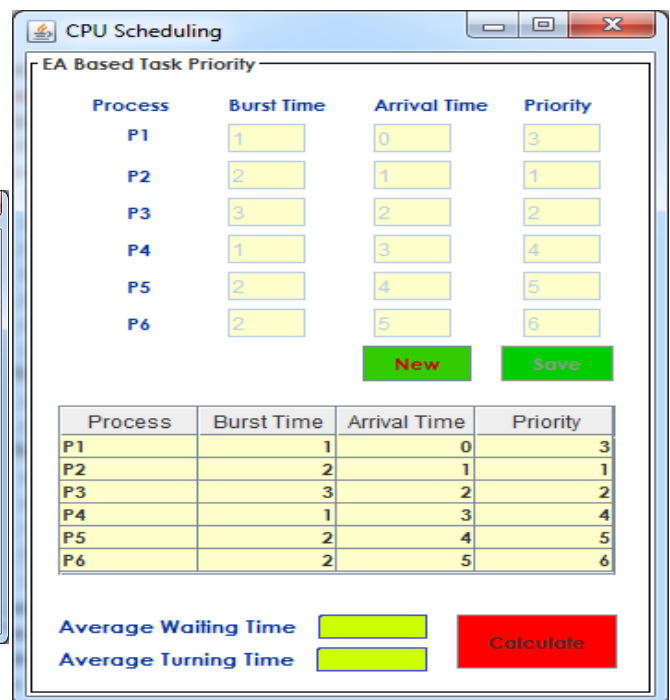 CPU Scheduling
EA Based Task Priority
Process Burst Time Arrival Time Priority
P1 1 0 3
P2 2 1 1
P3 3 2 2
P4 1 3 4
P5 2 4 5
P6 2 5 6
New Save
Process Burst Time Arrival Time Priority
P1 1 0 3
P2 2 1 1
P3 3 2 2
P4 1 3 4
P5 2 4 5
P6 2 5 6
Average Waiting Time
Calculate
Average Turning Time